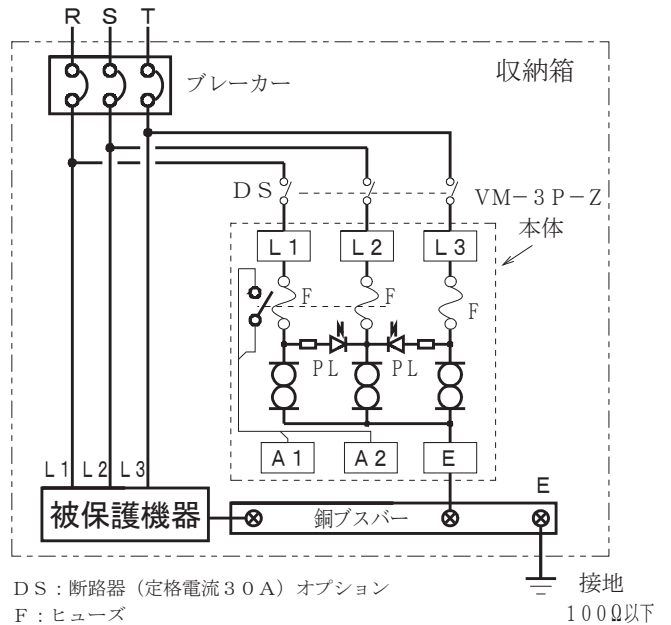 R S T
ブレーカー
収納箱
DS
VM-3P-Z
本体
L1 L2 L3
F F F
PL PL
A1 A2 E
L1 L2 L3
被保護機器
銅ブスバー
E
接地
100Ω以下
DS:断路器(定格電流30A)オプション
F:ヒューズ